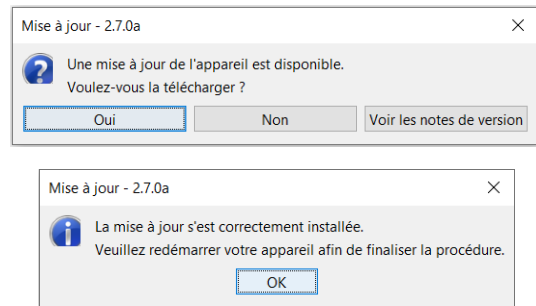 Mise à jour - 2.7.0a
Une mise à jour de l'appareil est disponible.
Voulez-vous la télécharger ?
Oui Non Voir les notes de version
Mise à jour - 2.7.0a
La mise à jour s'est correctement installée.
Veuillez redémarrer votre appareil afin de finaliser la procédure.
OK